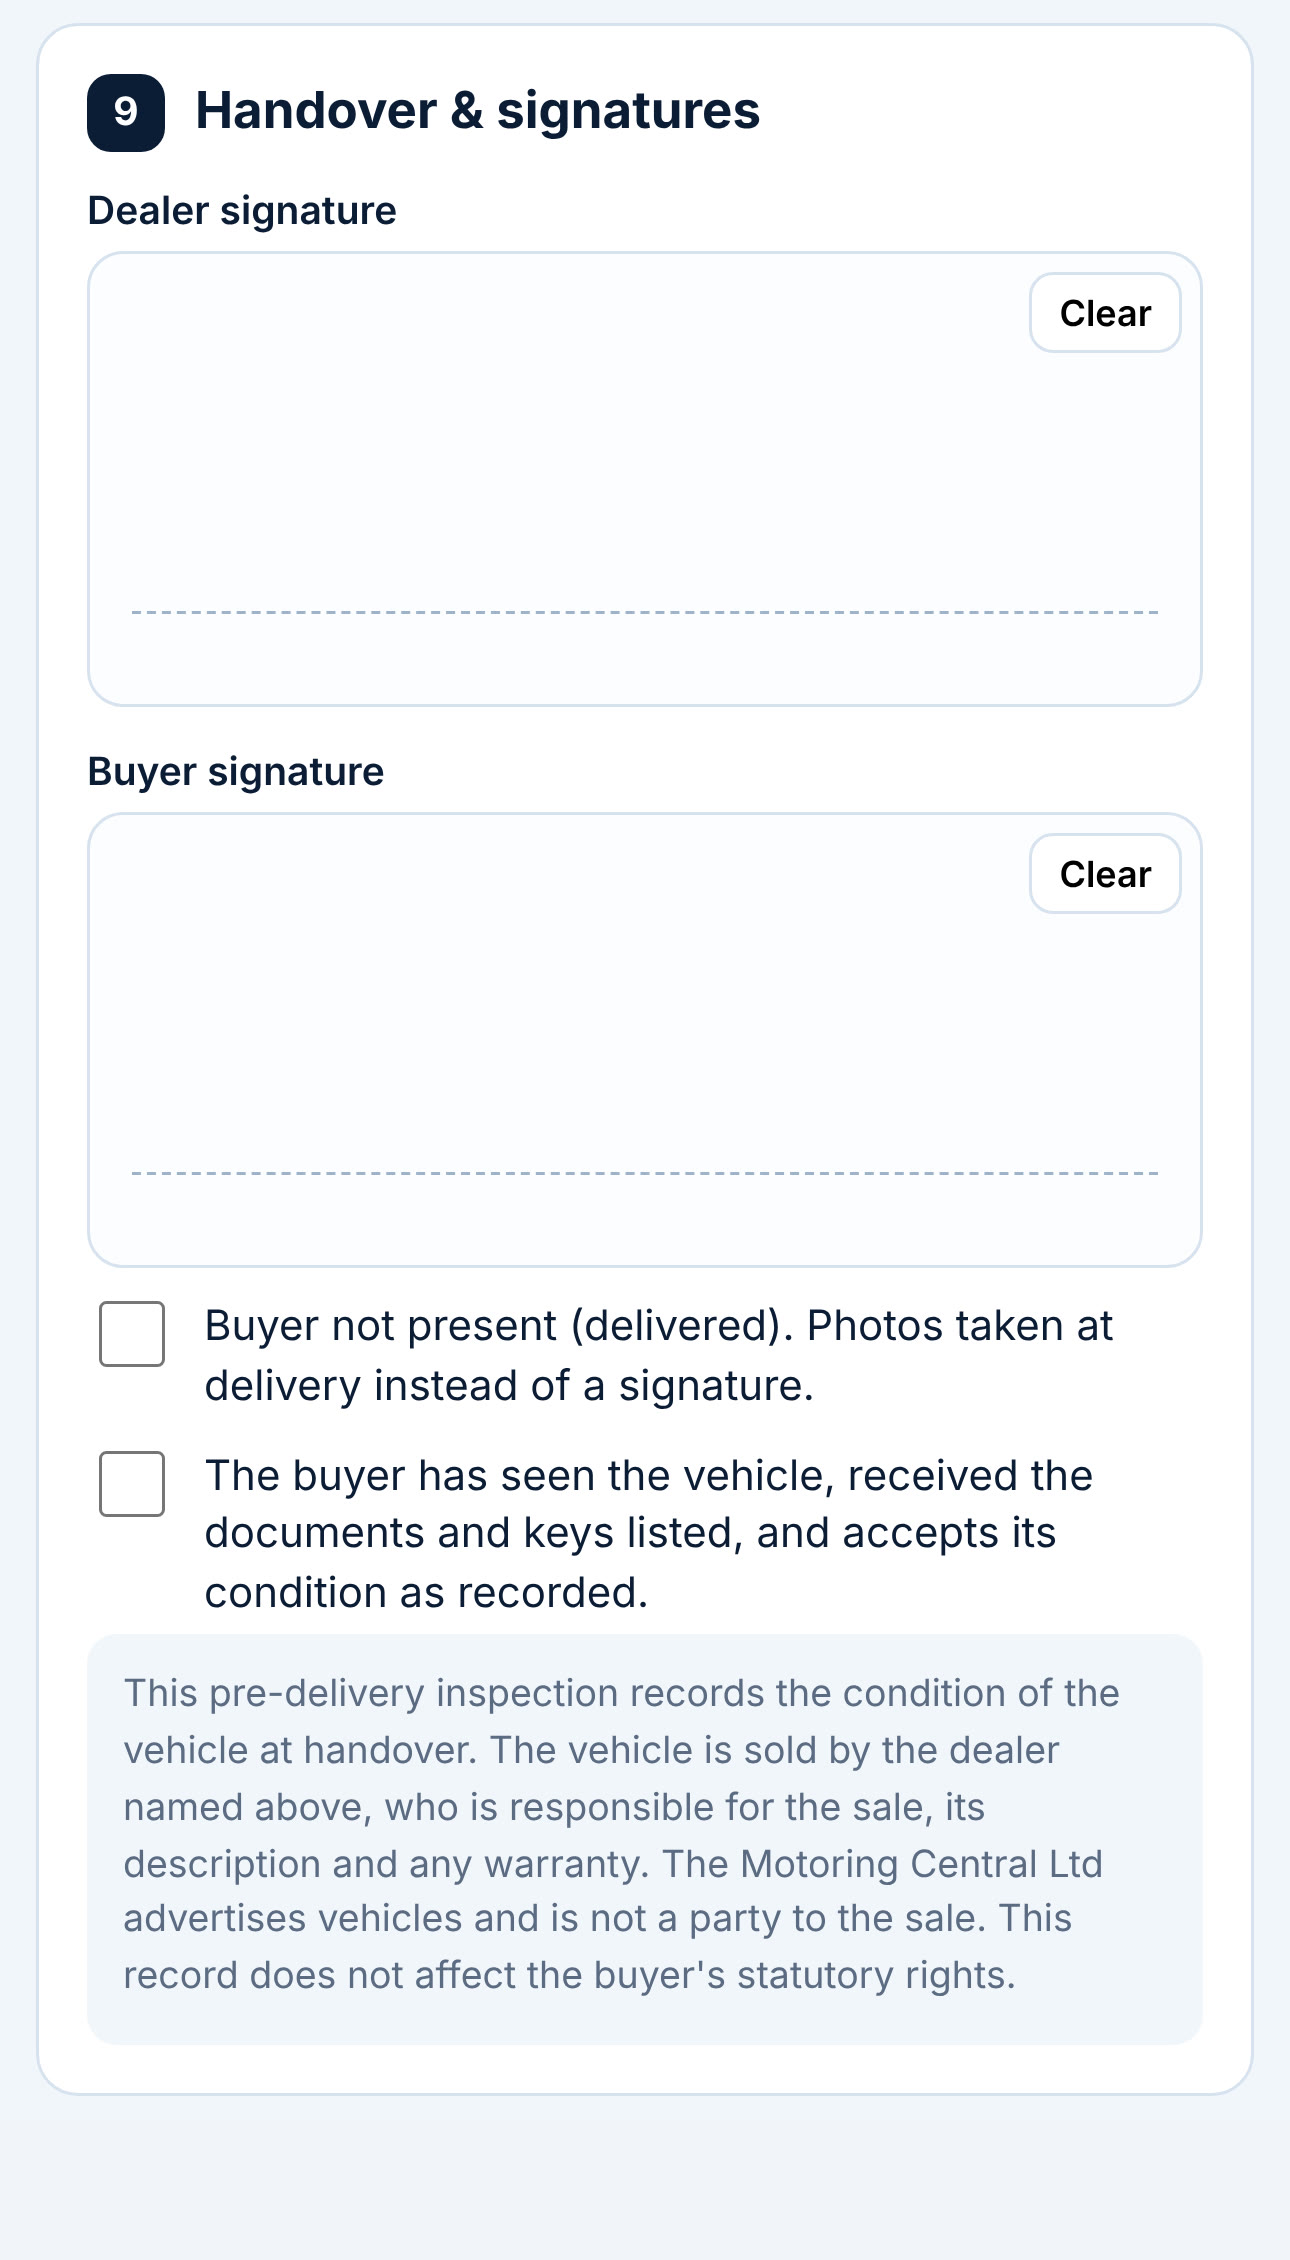 9 Handover & signatures
Dealer signature
Clear
Buyer signature
Clear
Buyer not present (delivered). Photos taken at
delivery instead of a signature.
The buyer has seen the vehicle, received the
documents and keys listed, and accepts its
condition as recorded.
This pre-delivery inspection records the condition of the
vehicle at handover. The vehicle is sold by the dealer
named above, who is responsible for the sale, its
description and any warranty. The Motoring Central Ltd
advertises vehicles and is not a party to the sale. This
record does not affect the buyer's statutory rights.